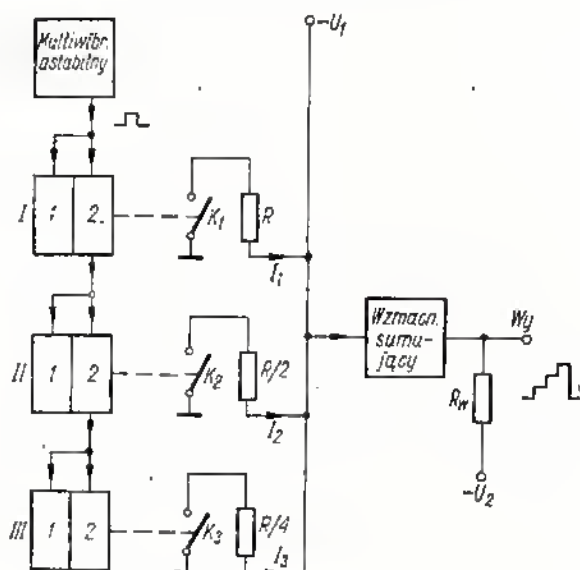 Multiwibr.
astabilny
-U1
I 1 2
K1
R
I1
II 1 2
K2
R/2
I2
Wzmacn.
sumu-
jący
Wy
Rw
-U2
III 1 2
K3
R/4
I3